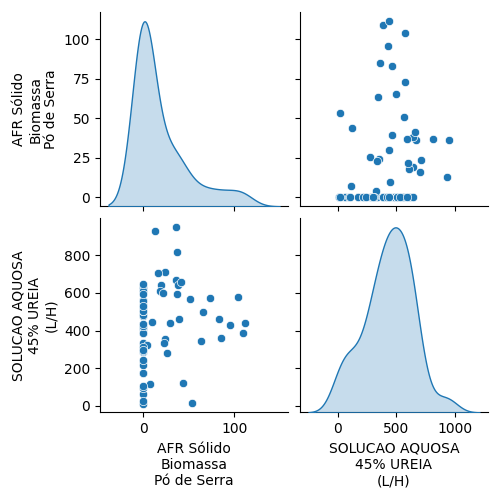 100
75
50
25
0
AFR Sólido
Biomassa
Pó de Serra
800
600
400
200
0
SOLUCAO AQUOSA
45% UREIA
(L/H)
0 100
AFR Sólido
Biomassa
Pó de Serra
0 500 1000
SOLUCAO AQUOSA
45% UREIA
(L/H)